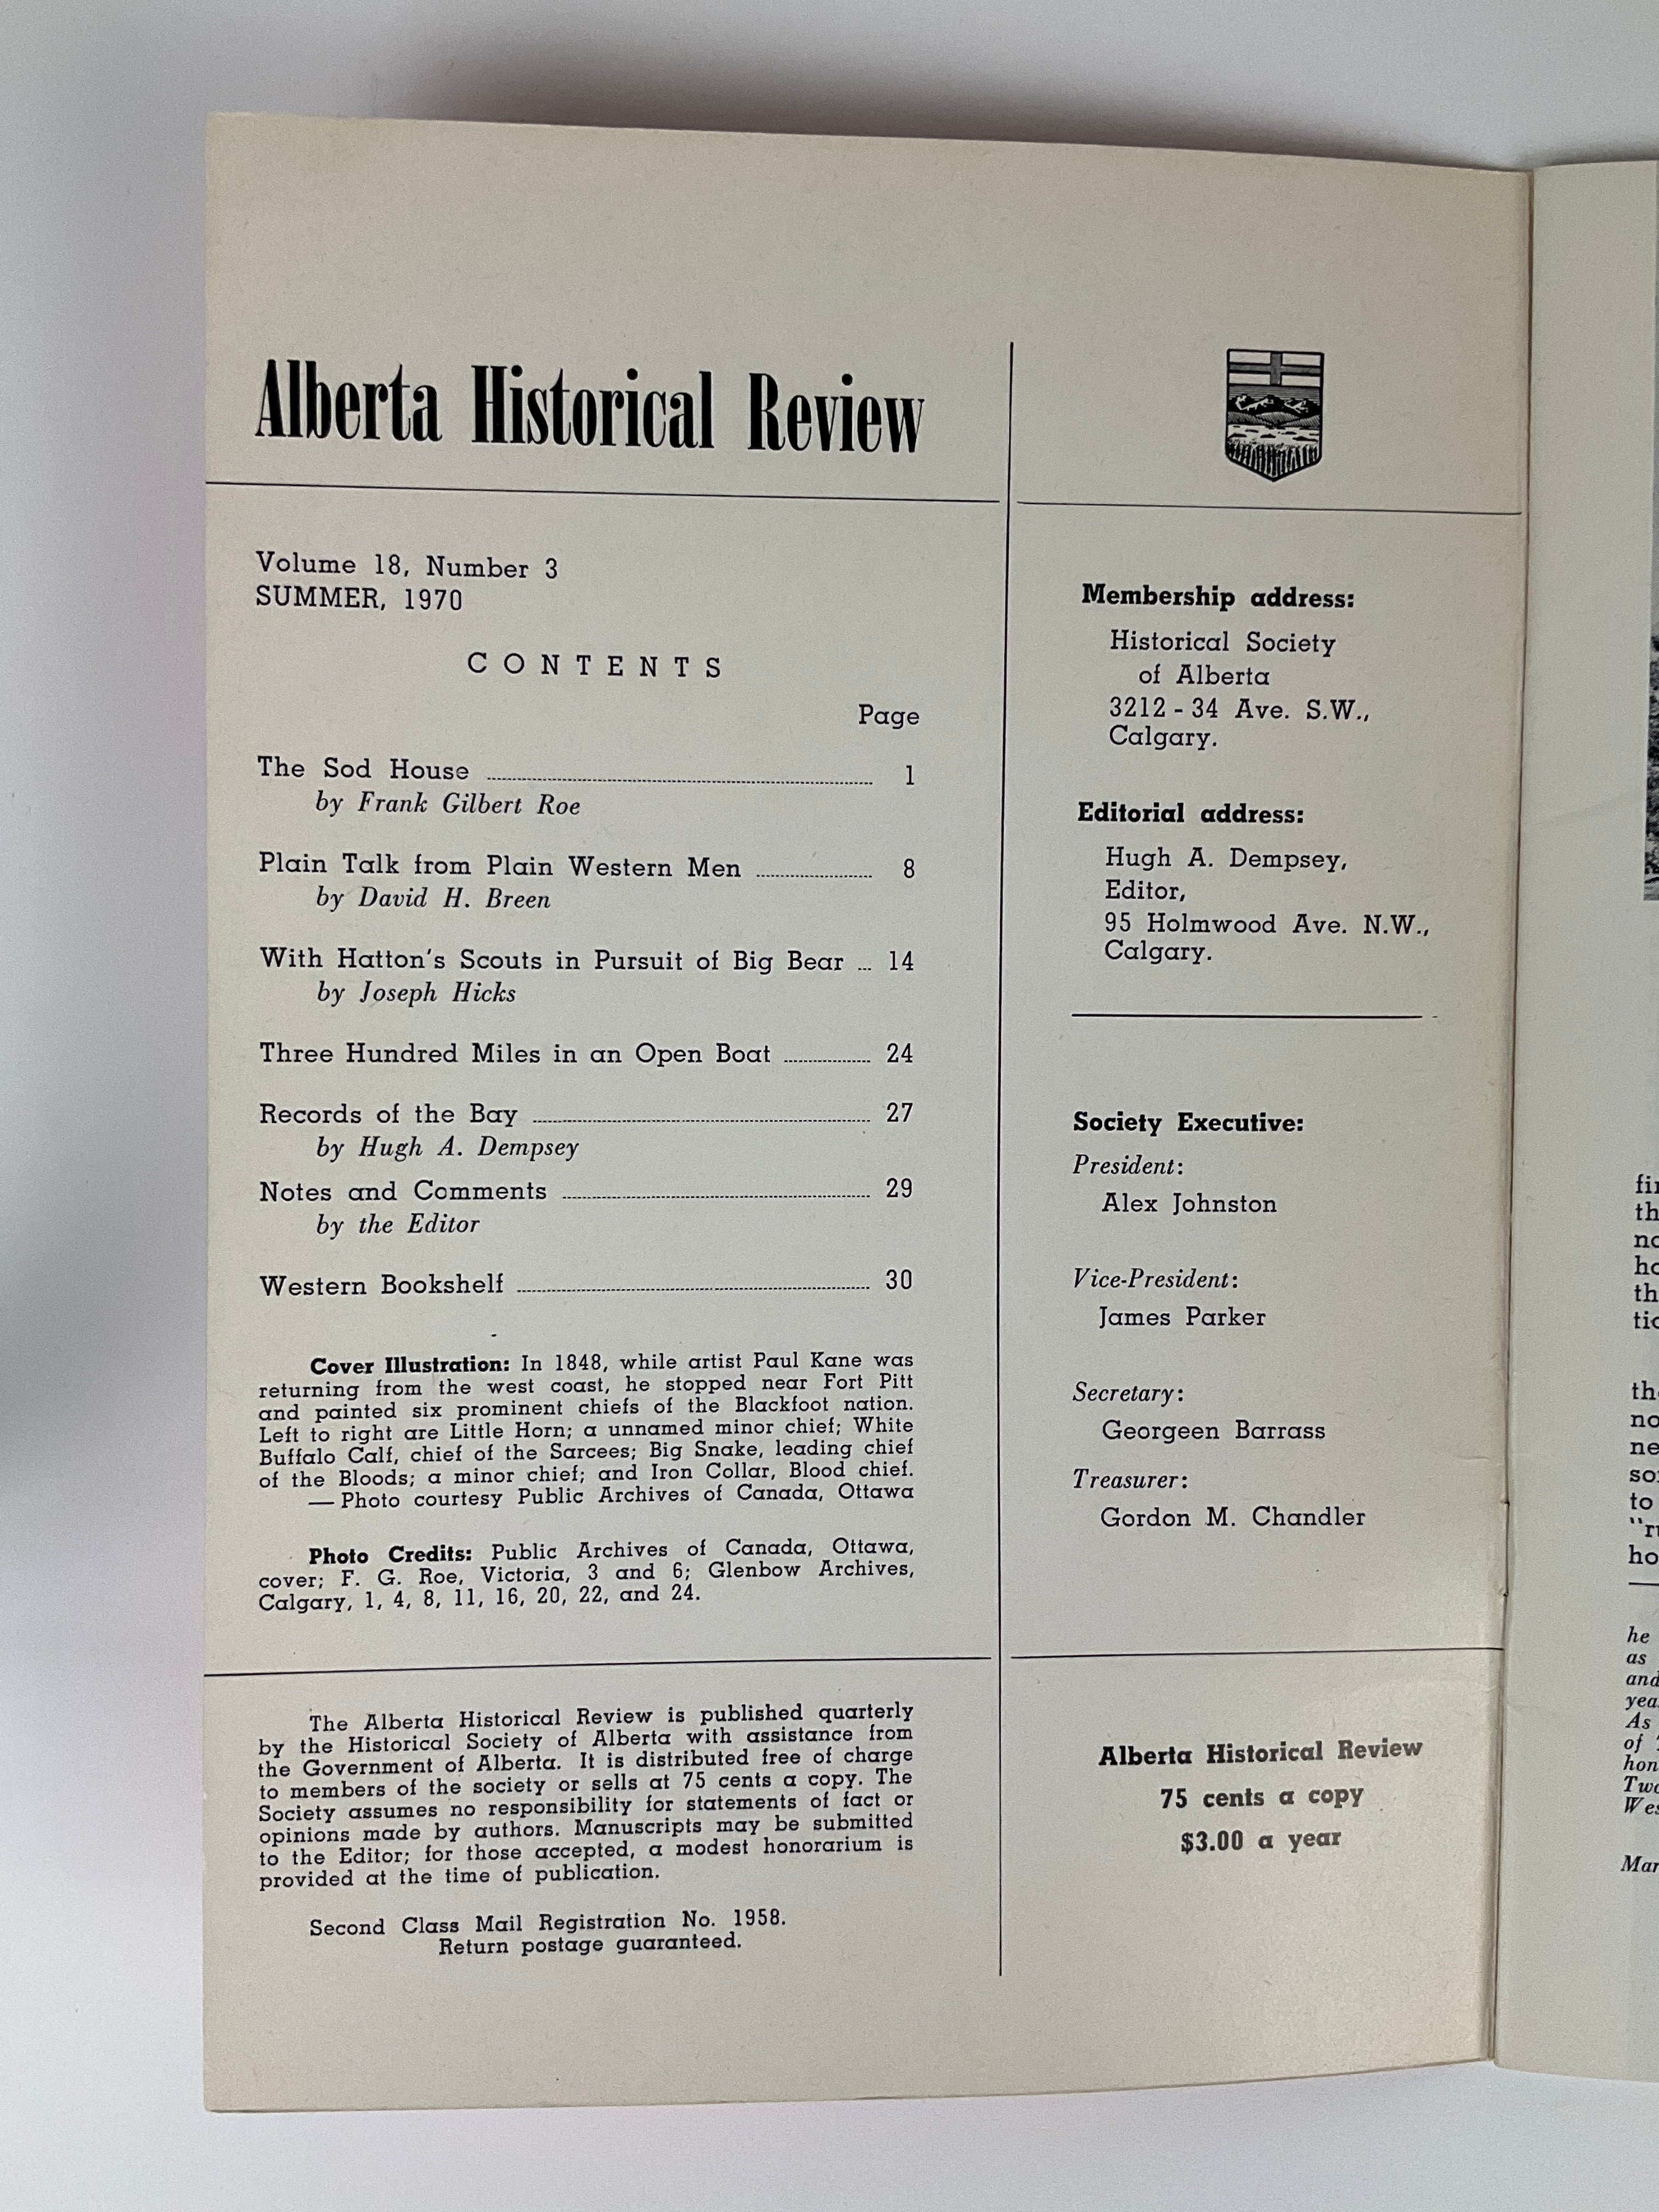 Alberta Historical Review
Volume 18, Number 3
SUMMER, 1970
CONTENTS
Page
The Sod House 1
by Frank Gilbert Roe
Plain Talk from Plain Western Men 8
by David H. Breen
With Hatton's Scouts in Pursuit of Big Bear 14
by Joseph Hicks
Three Hundred Miles in an Open Boat 24
Records of the Bay 27
by Hugh A. Dempsey
Notes and Comments 29
by the Editor
Western Bookshelf 30
Cover Illustration: In 1848, while artist Paul Kane was
returning from the west coast, he stopped near Fort Pitt
and painted six prominent chiefs of the Blackfoot nation.
Left to right are Little Horn; a unnamed minor chief; White
Buffalo Calf, chief of the Sarcees; Big Snake, leading chief
of the Bloods; a minor chief; and Iron Collar, Blood chief.
— Photo courtesy Public Archives of Canada, Ottawa
Photo Credits: Public Archives of Canada, Ottawa,
cover; F. G. Roe, Victoria, 3 and 6; Glenbow Archives,
Calgary, 1, 4, 8, 11, 16, 20, 22, and 24.
The Alberta Historical Review is published quarterly
by the Historical Society of Alberta with assistance from
the Government of Alberta. It is distributed free of charge
to members of the society or sells at 75 cents a copy. The
Society assumes no responsibility for statements of fact or
opinions made by authors. Manuscripts may be submitted
to the Editor; for those accepted, a modest honorarium is
provided at the time of publication.
Second Class Mail Registration No. 1958.
Return postage guaranteed.
Membership address:
Historical Society
of Alberta
3212 - 34 Ave. S.W.,
Calgary.
Editorial address:
Hugh A. Dempsey,
Editor,
95 Holmwood Ave. N.W.,
Calgary.
Society Executive:
President:
Alex Johnston
Vice-President:
James Parker
Secretary:
Georgeen Barrass
Treasurer:
Gordon M. Chandler
Alberta Historical Review
75 cents a copy
$3.00 a year
to
he
as
As
of